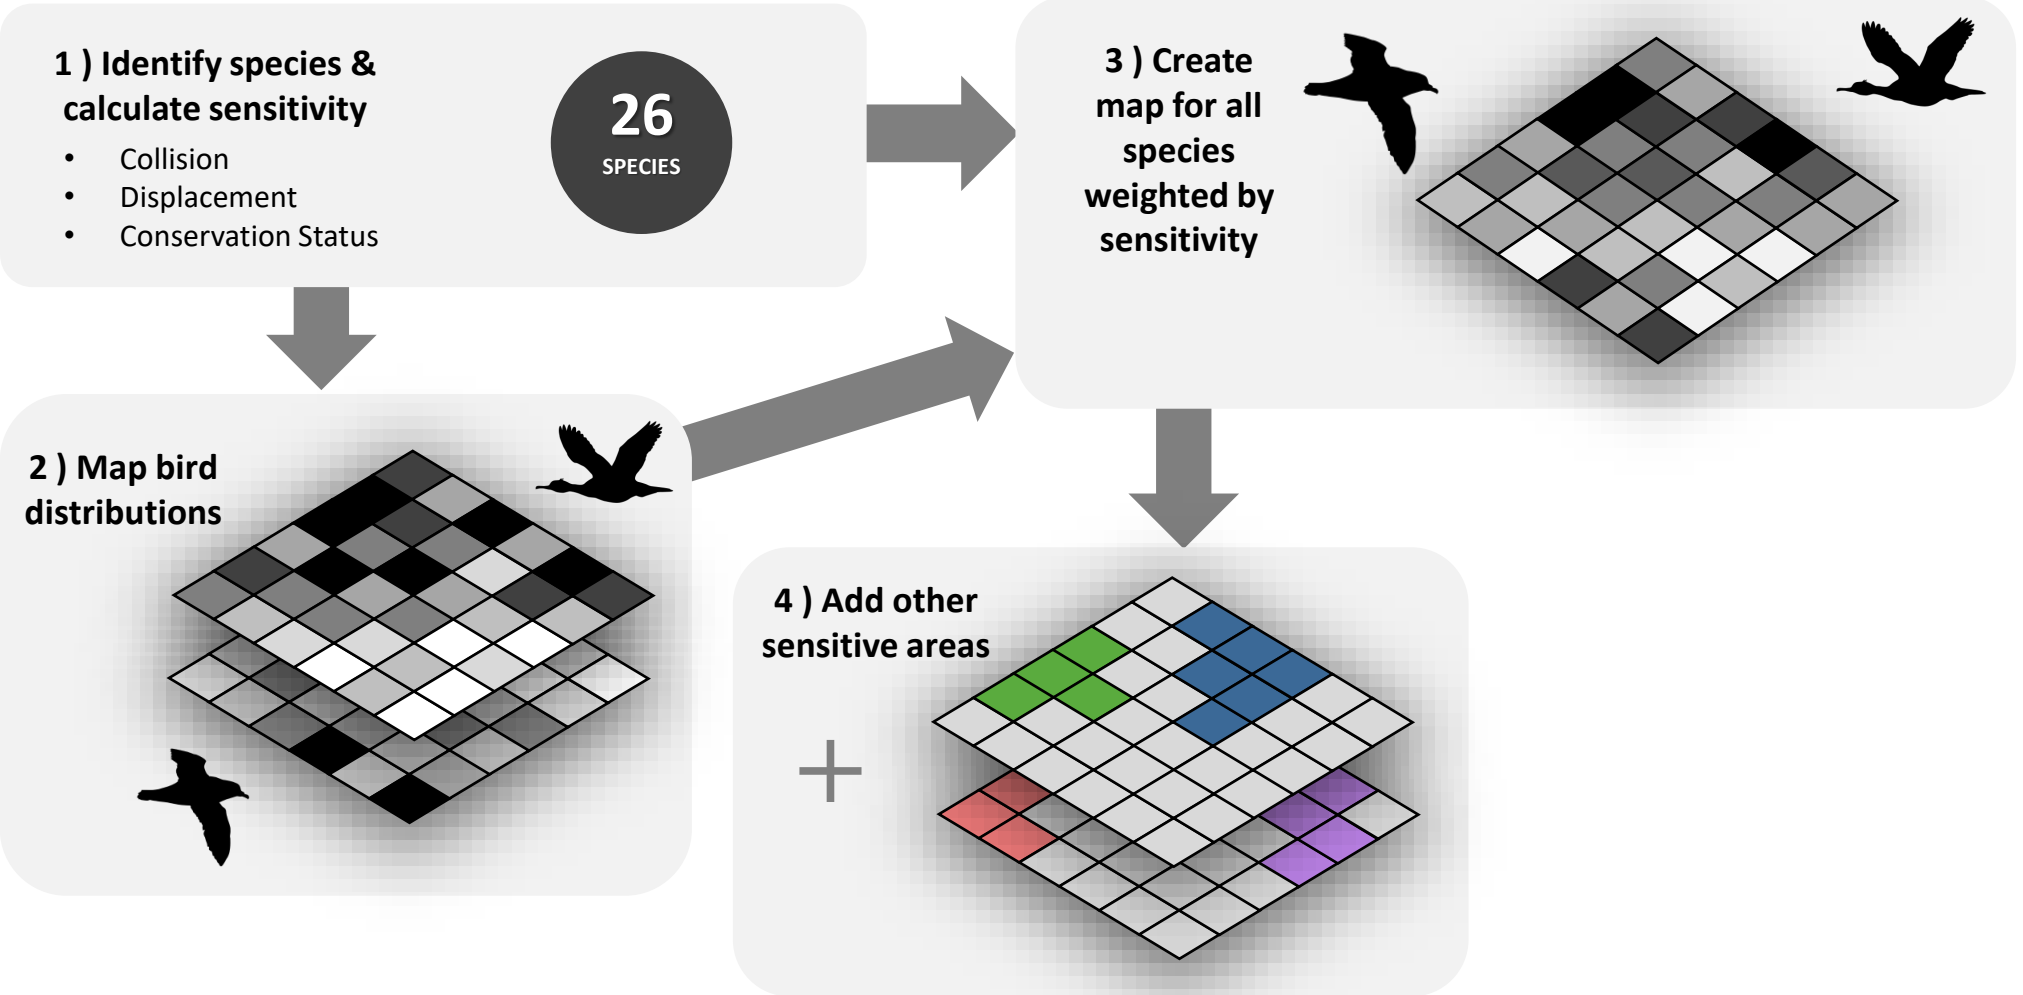 1 ) Identify species &
calculate sensitivity
• Collision
• Displacement
• Conservation Status
26
SPECIES
2 ) Map bird
distributions
3 ) Create
map for all
species
weighted by
sensitivity
4 ) Add other
sensitive areas
+